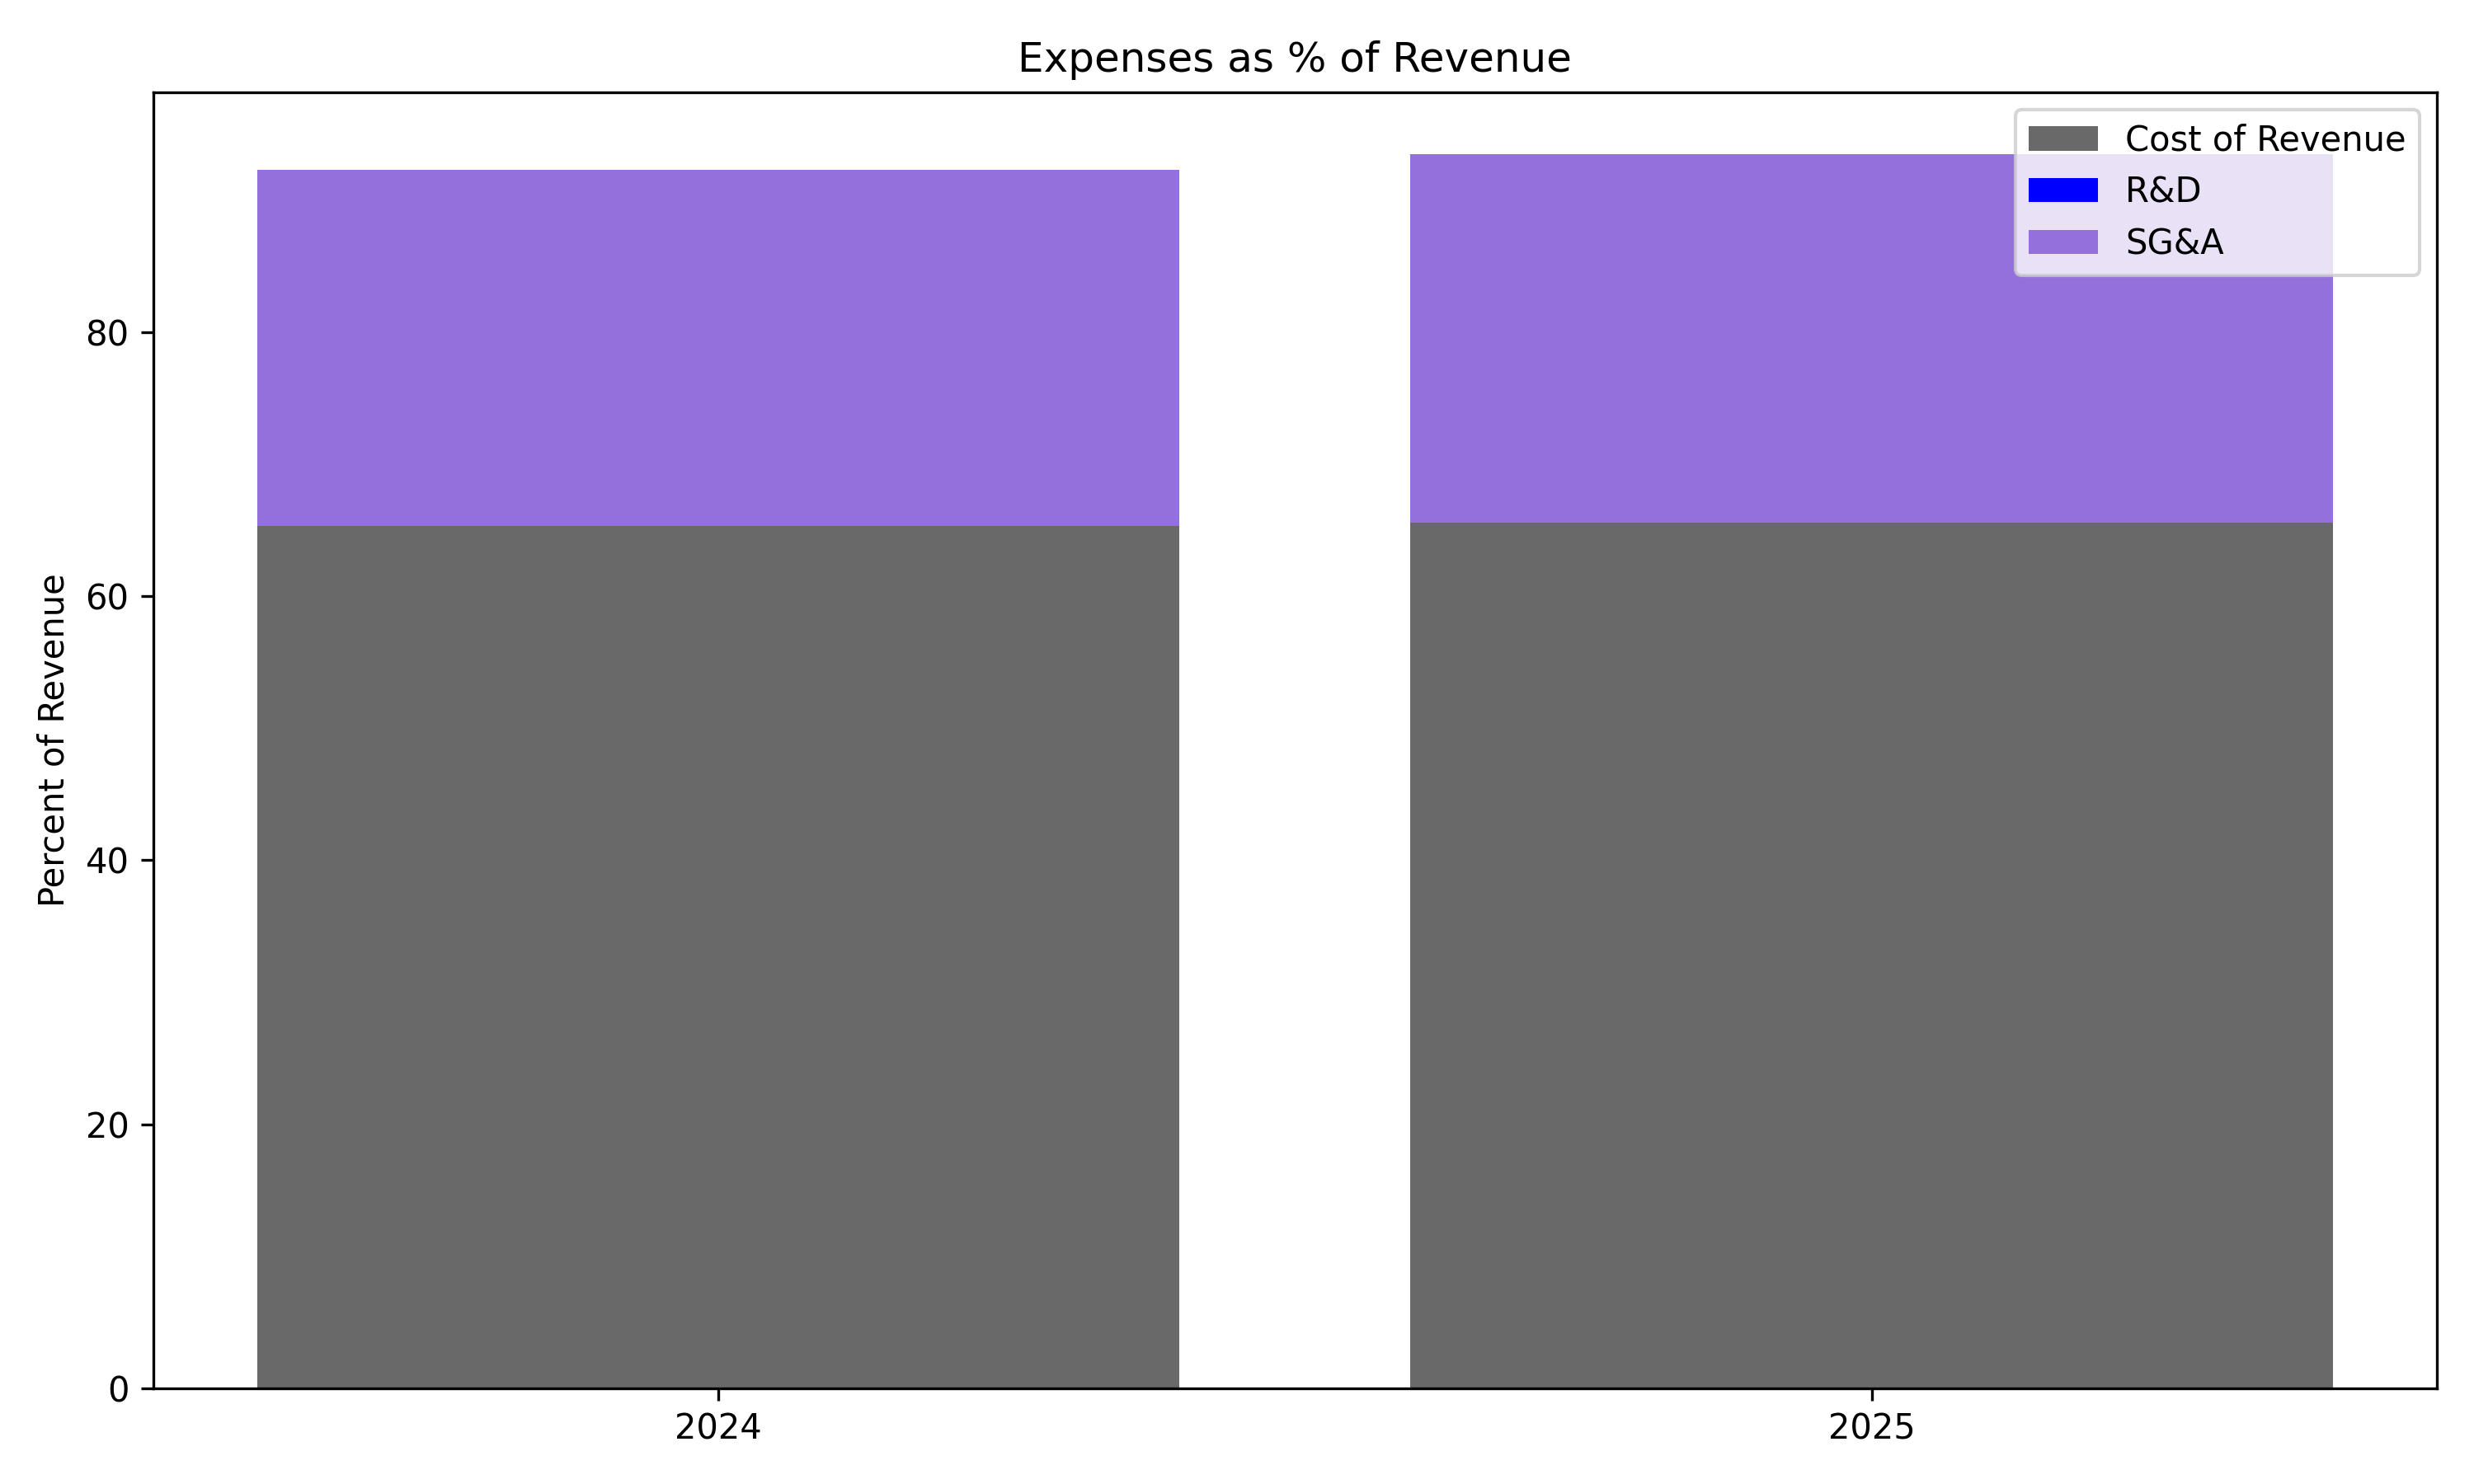 Expenses as % of Revenue
Cost of Revenue
R&D
SG&A
Percent of Revenue
80
60
40
20
0
2024
2025